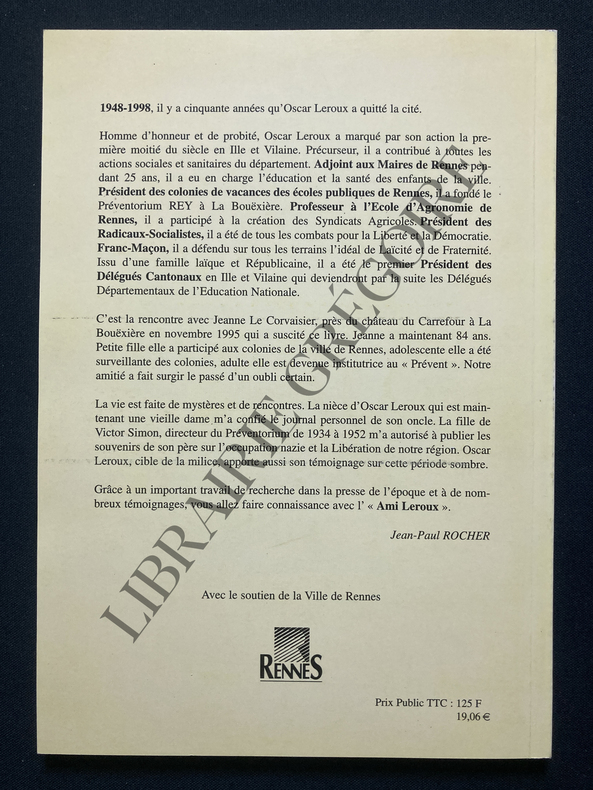 1948-1998, il y a cinquante années qu'Oscar Leroux a quitté la cité.
Homme d'honneur et de probité, Oscar Leroux a marqué par son action la pre-
mière moitié du siècle en Ille et Vilaine. Précurseur, il a contribué à toutes les
actions sociales et sanitaires du département. Adjoint aux Maires de Rennes pen-
dant 25 ans, il a eu en charge l'éducation et la santé des enfants de la ville.
Président des colonies de vacances des écoles publiques de Rennes, il a fondé le
Préventorium REY à La Bouëxière. Professeur à l'Ecole d'Agronomie de
Rennes, il a participé à la création des Syndicats Agricoles. Président des
Radicaux-Socialistes, il a été de tous les combats pour la Liberté et la Démocratie.
Franc-Maçon, il a défendu sur tous les terrains l'idéal de Laïcité et de Fraternité.
Issu d'une famille laïque et Républicaine, il a été le premier Président des
Délégués Cantonaux en Ille et Vilaine qui deviendront par la suite les Délégués
Départementaux de l'Education Nationale.
C'est la rencontre avec Jeanne Le Corvaisier, près du château du Carrefour à La
Bouëxière en novembre 1995 qui a suscité ce livre. Jeanne a maintenant 84 ans.
Petite fille elle a participé aux colonies de la ville de Rennes, adolescente elle a été
surveillante des colonies, adulte elle est devenue institutrice au « Prévent ». Notre
amitié a fait surgir le passé d'un oubli certain.
La vie est faite de mystères et de rencontres. La nièce d'Oscar Leroux qui est main-
tenant une vieille dame m'a confié le journal personnel de son oncle. La fille de
Victor Simon, directeur du Préventorium de 1934 à 1952 m'a autorisé à publier les
souvenirs de son père sur l'occupation nazie et la Libération de notre région. Oscar
Leroux, cible de la milice, apporte aussi son témoignage sur cette période sombre.
Grâce à un important travail de recherche dans la presse de l'époque et à de nom-
breux témoignages, vous allez faire connaissance avec l' « Ami Leroux ».
Jean-Paul ROCHER
Avec le soutien de la Ville de Rennes
RENNES
Prix Public TTC : 125 F
19,06 €
LIBRAIRIE GRÉGOIRE